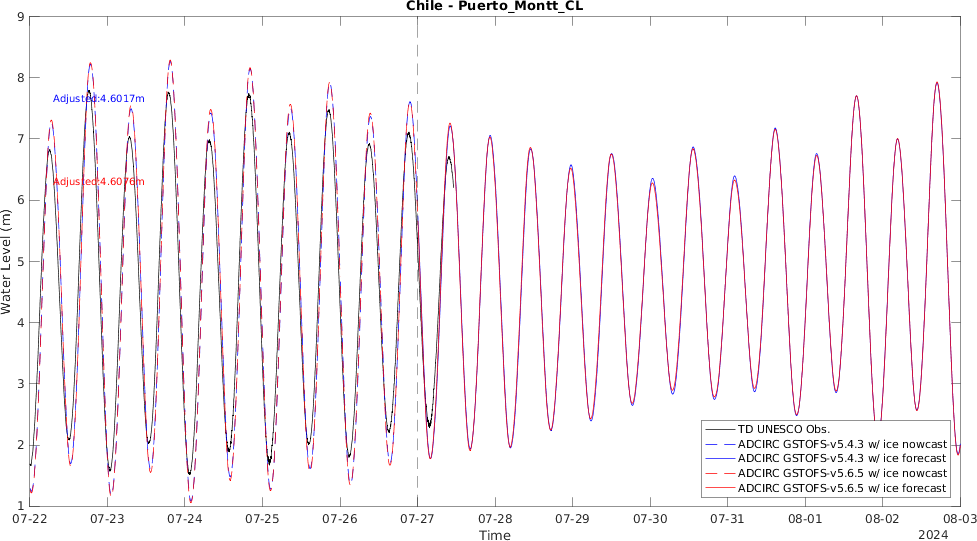 Chile - Puerto_Montt_CL
9
8
7
6
5
4
3
2
1
Water Level (m)
Adjusted:4.6017m
Adjusted:4.6076m
TD UNESCO Obs.
ADCIRC GSTOFS-v5.4.3 w/ ice nowcast
ADCIRC GSTOFS-v5.4.3 w/ ice forecast
ADCIRC GSTOFS-v5.6.5 w/ ice nowcast
ADCIRC GSTOFS-v5.6.5 w/ ice forecast
07-22 07-23 07-24 07-25 07-26 07-27 07-28 07-29 07-30 07-31 08-01 08-02 08-03
Time
2024